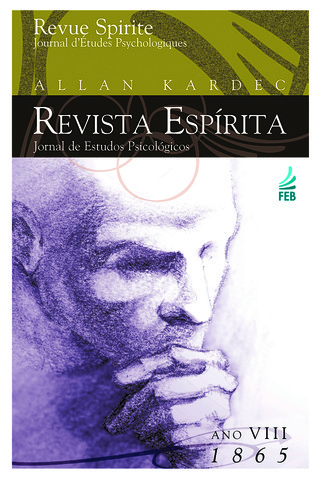 Revue Spirite
Journal d'Études Psychologiques
ALLAN KARDEC
REVISTA ESPÍRITA
Jornal de Estudos Psicológicos
FEB
ANO VIII
1865